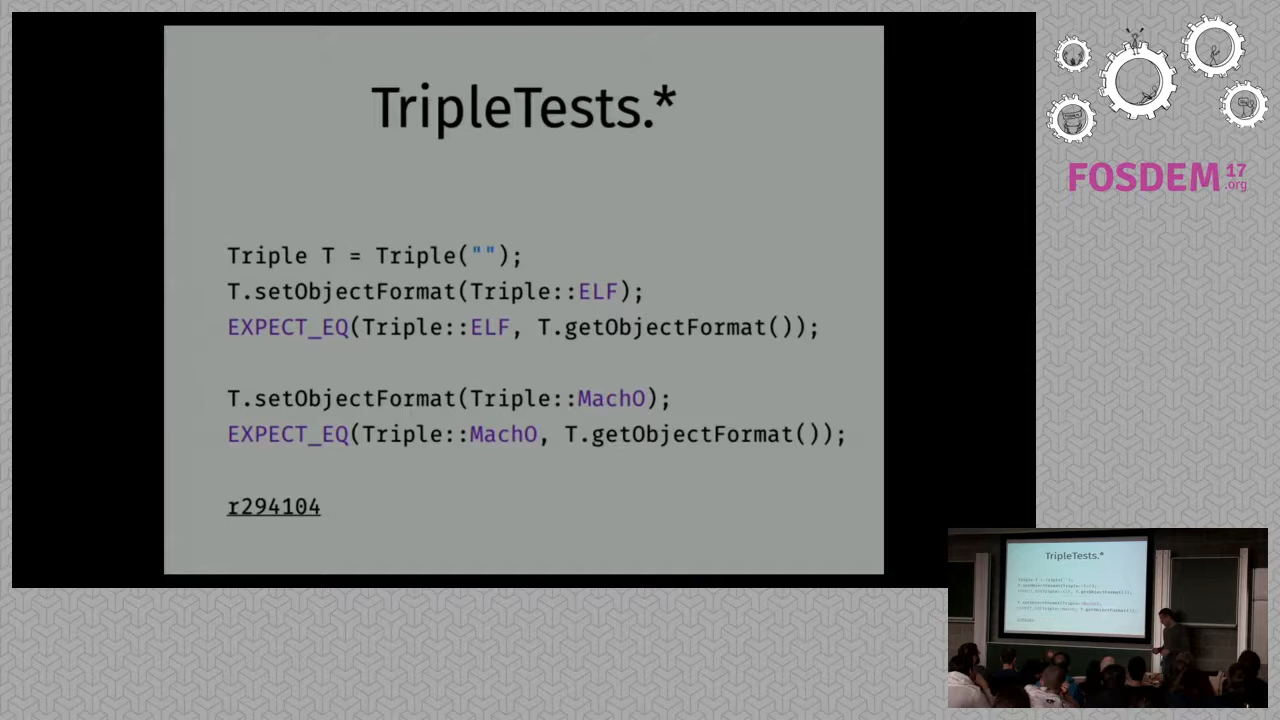 TripleTests.*
Triple T = Triple("");
T.setObjectFormat(Triple::ELF);
EXPECT_EQ(Triple::ELF, T.getObjectFormat());
T.setObjectFormat(Triple::MachO);
EXPECT_EQ(Triple::MachO, T.getObjectFormat());
r294104
FOSDEM 17
.org
TripleTests.*